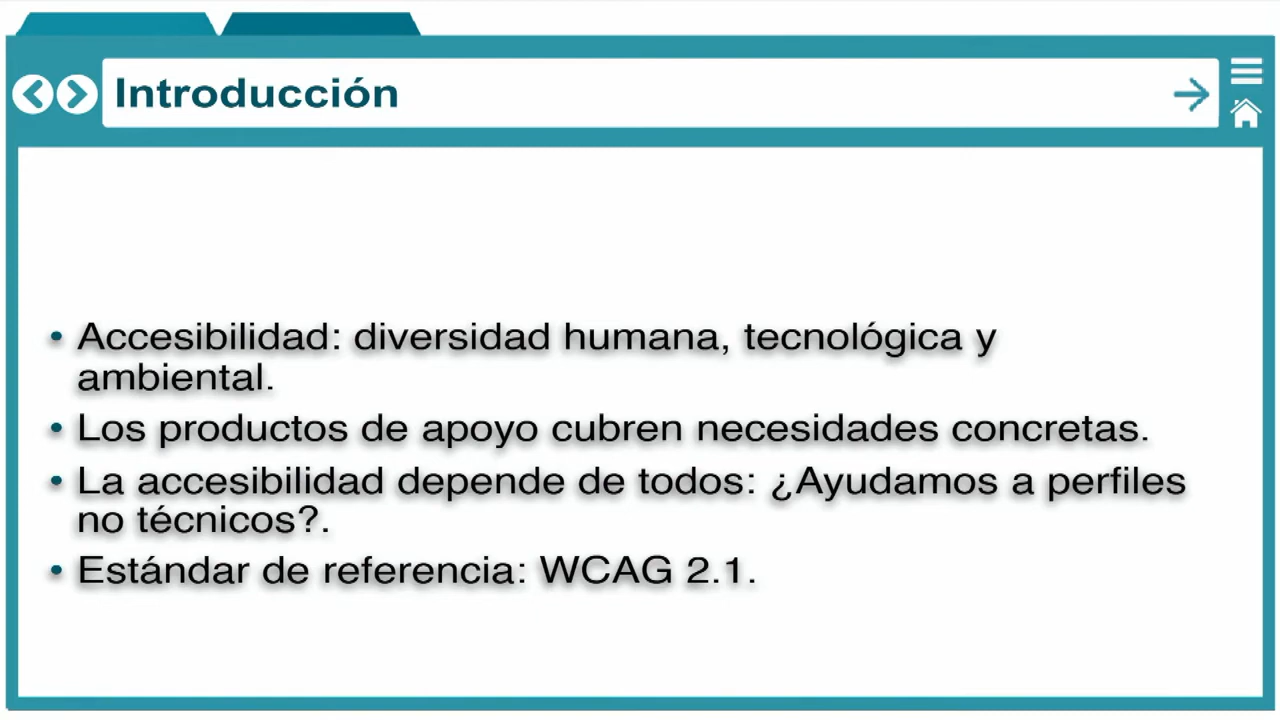 Introducción
• Accesibilidad: diversidad humana, tecnológica y
ambiental.
• Los productos de apoyo cubren necesidades concretas.
• La accesibilidad depende de todos: ¿Ayudamos a perfiles
no técnicos?.
• Estándar de referencia: WCAG 2.1.